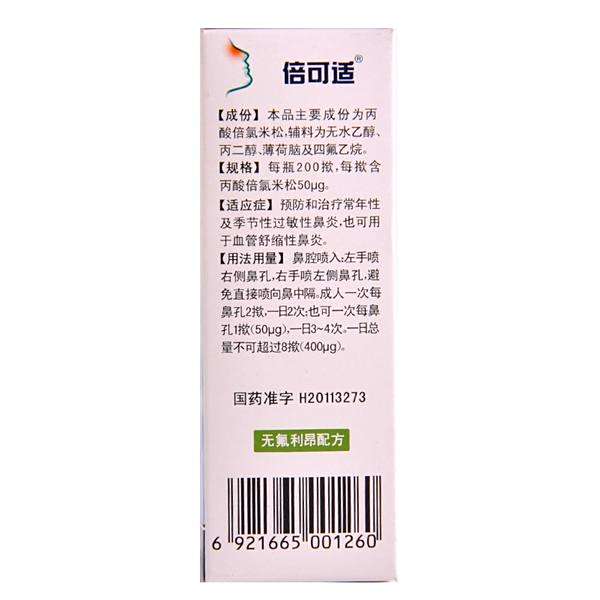 倍可适®
【成份】本品主要成份为丙
酸倍氯米松,辅料为无水乙醇、
丙二醇、薄荷脑及四氟乙烷。
【规格】每瓶200揿,每揿含
丙酸倍氯米松50μg。
【适应症】预防和治疗常年性
及季节性过敏性鼻炎,也可用
于血管舒缩性鼻炎。
【用法用量】鼻腔喷入:左手喷
右侧鼻孔,右手喷左侧鼻孔,避
免直接喷向鼻中隔。成人一次每
鼻孔2揿,一日2次;也可一次每鼻
孔1揿(50μg),一日3~4次。一日总
量不可超过8揿(400μg)。
国药准字 H20113273
无氟利昂配方
6 921665 001260